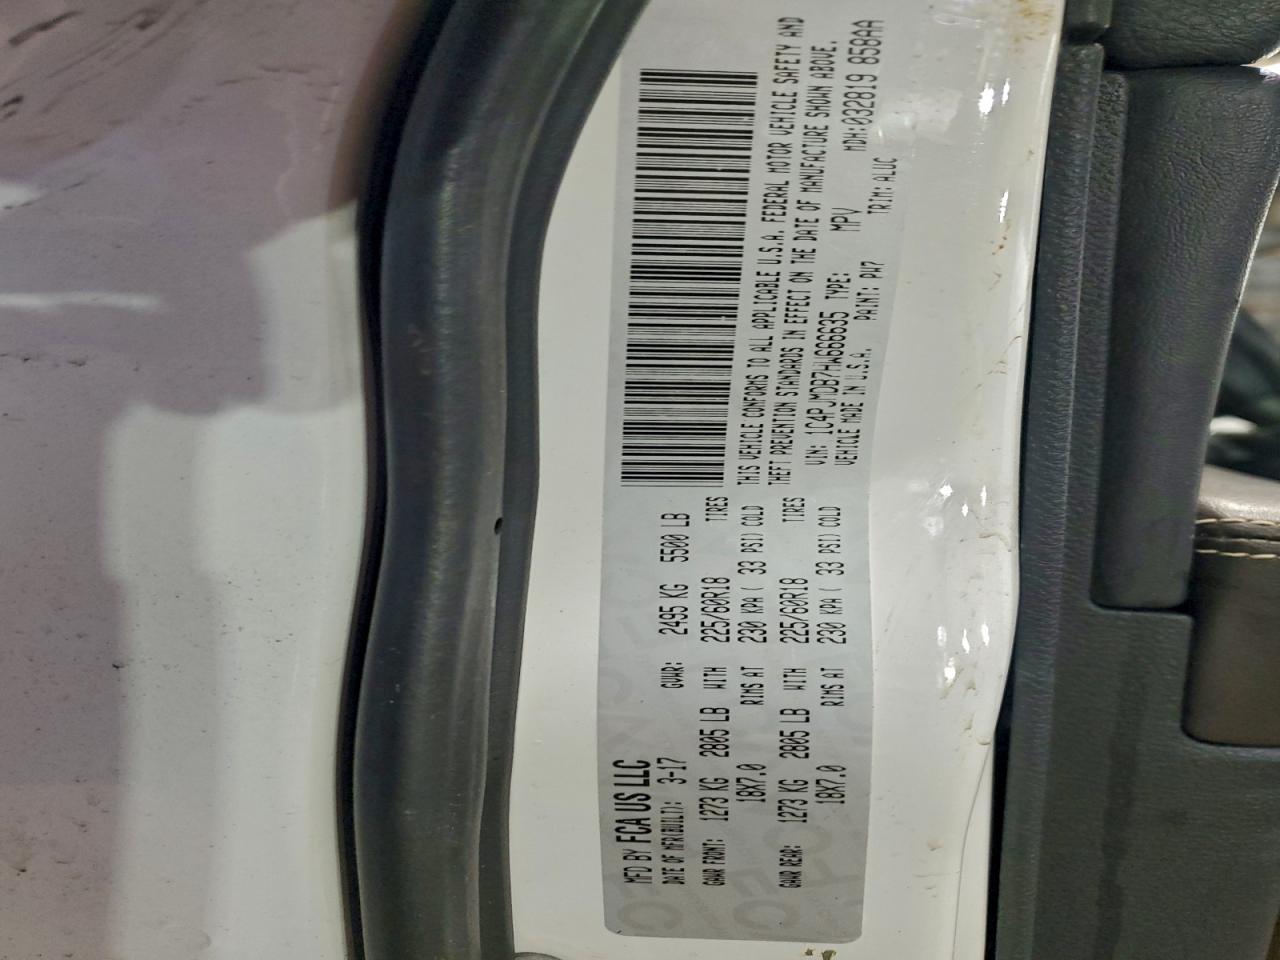 MFD BY FCA US LLC
DATE OF MFR(BUILT): 3-17 GVWR: 2495 KG 5500 LB
GAWR FRONT: 1273 KG 2805 LB WITH 225/60R18 TIRES
18X7.0 RIMS AT 230 KPA ( 33 PSI) COLD
GAWR REAR: 1273 KG 2805 LB WITH 225/60R18 TIRES
18X7.0 RIMS AT 230 KPA ( 33 PSI) COLD
THIS VEHICLE CONFORMS TO ALL APPLICABLE U.S.A. FEDERAL MOTOR VEHICLE SAFETY AND
THEFT PREVENTION STANDARDS IN EFFECT ON THE DATE OF MANUFACTURE SHOWN ABOVE.
VIN: 1C4PJMDB7HW666635 TYPE: MPV MDH:032819 858AA
VEHICLE MADE IN U.S.A. PAINT: PW7 TRIM: ALUC